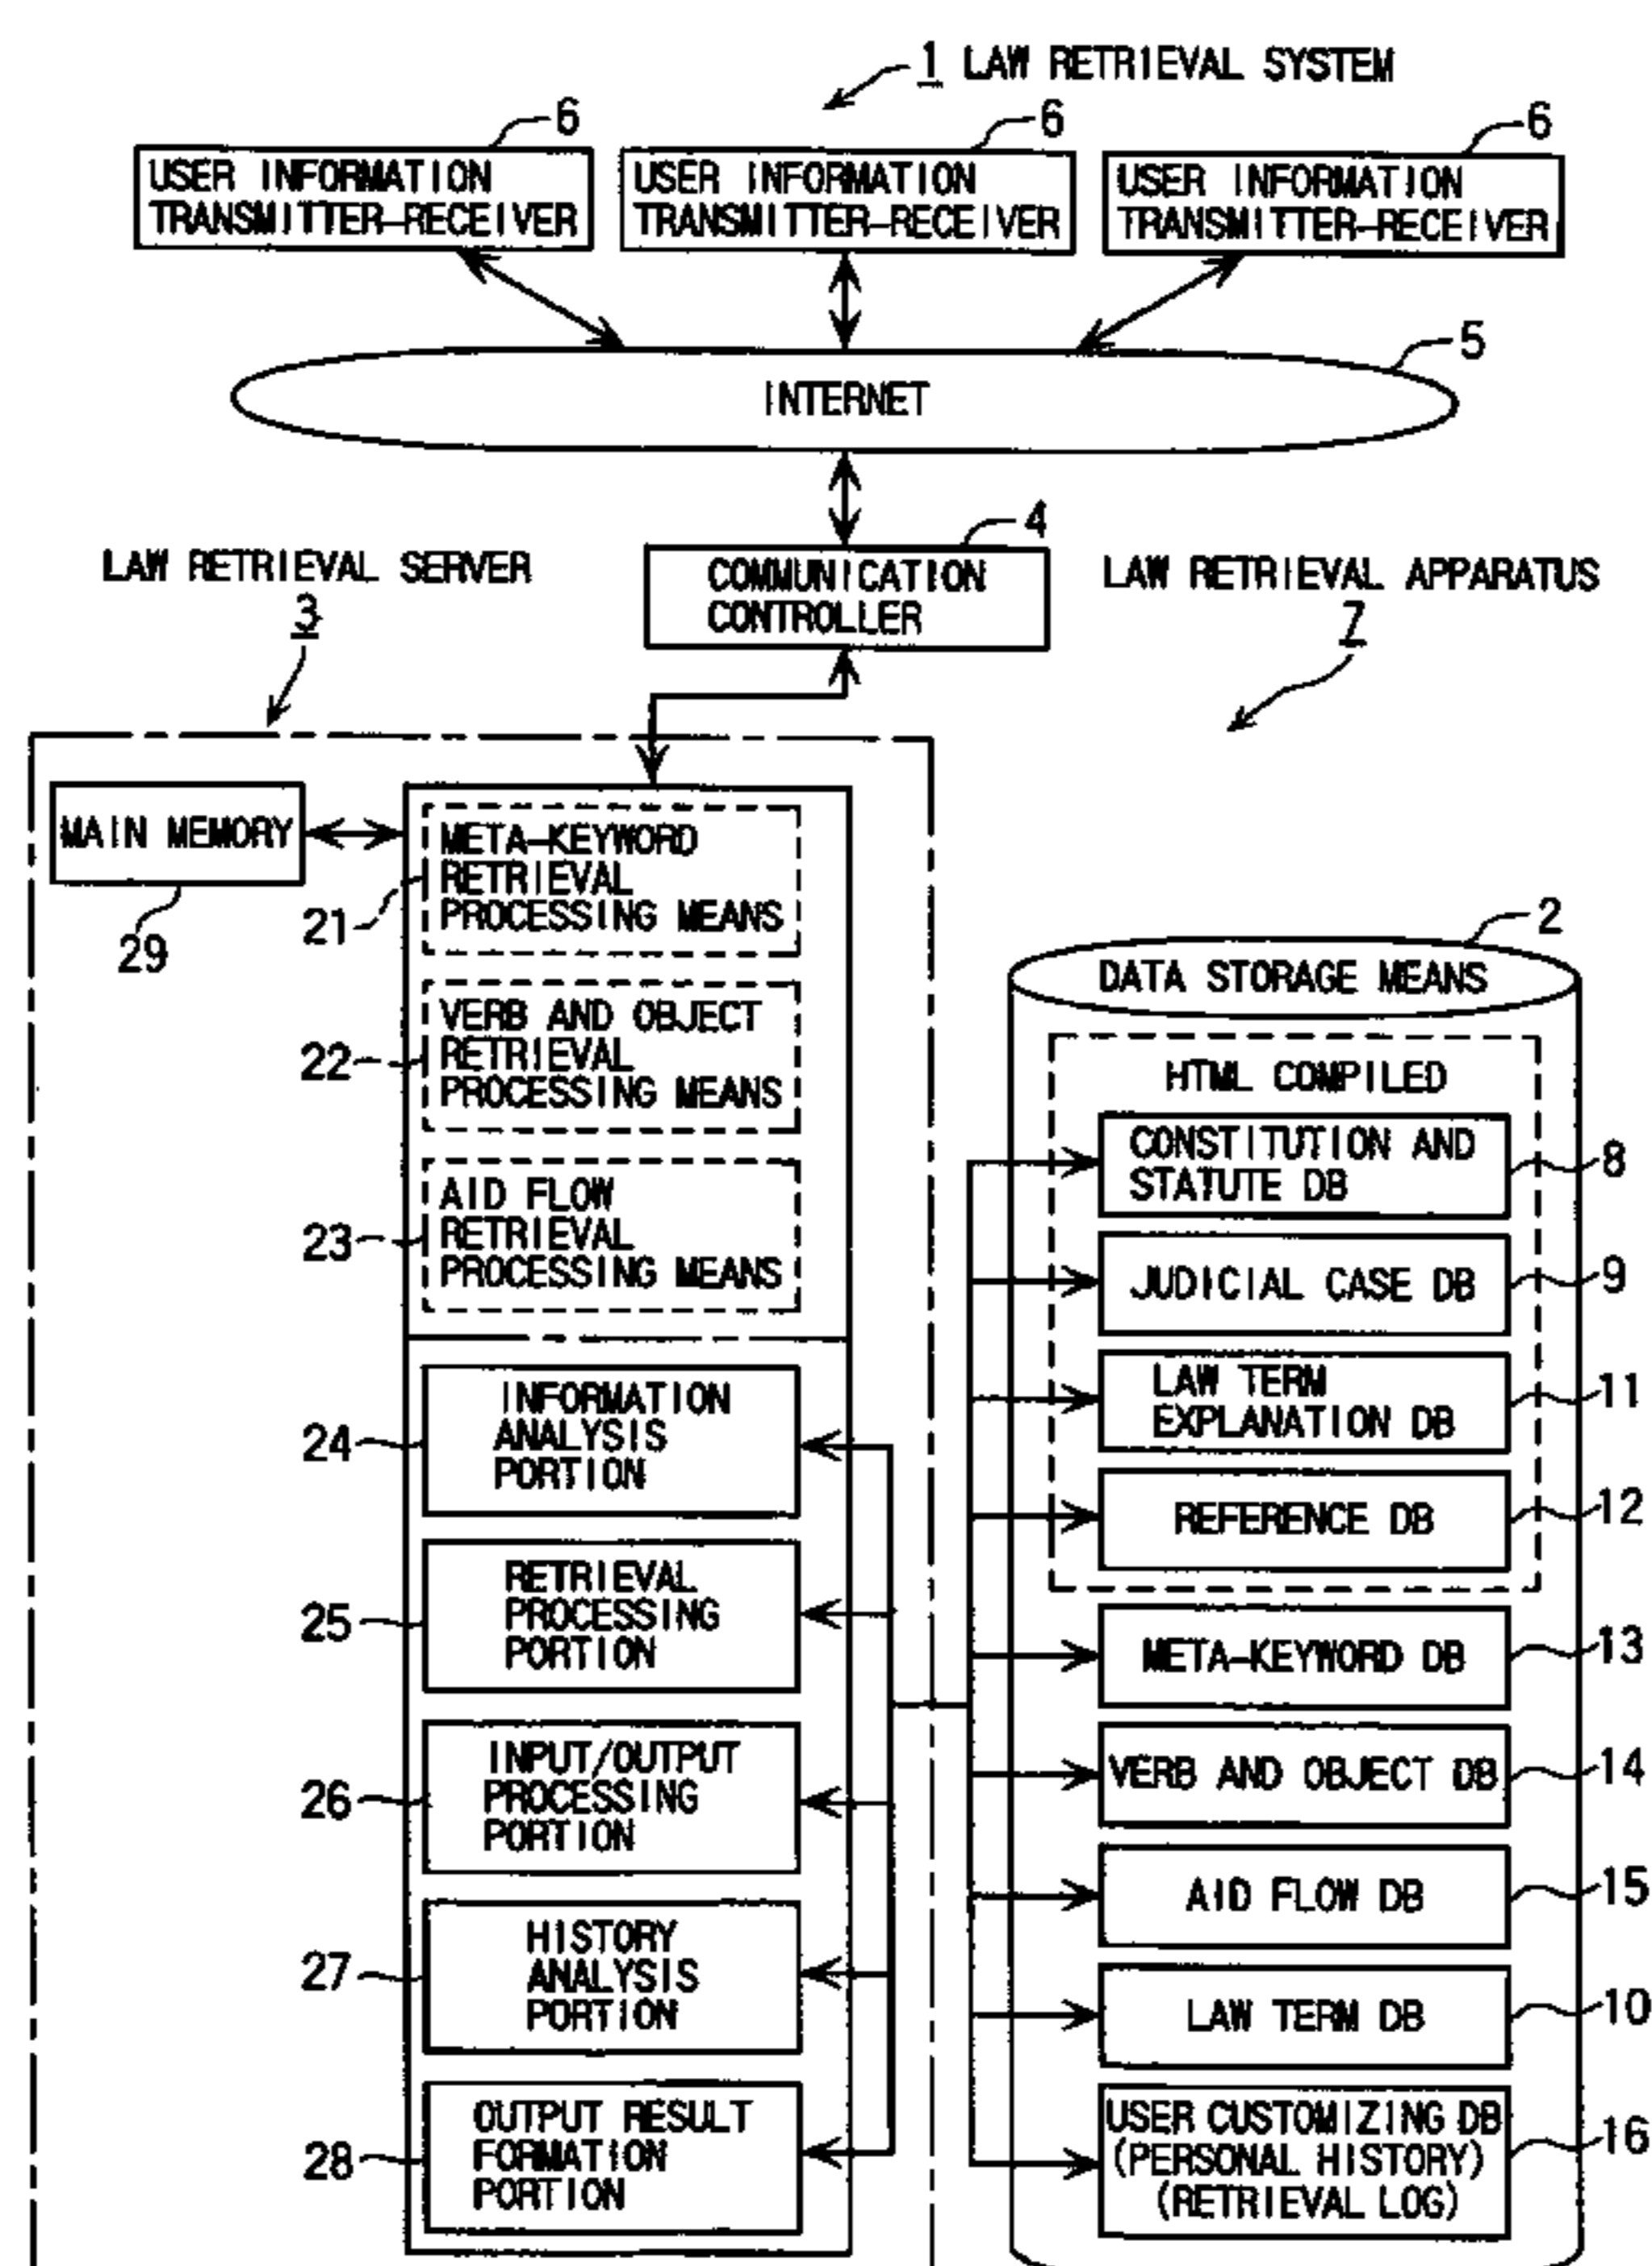 1 LAW RETRIEVAL SYSTEM
6
6
6
USER INFORMATION
TRANSMITTER-RECEIVER
USER INFORMATION
TRANSMITTER-RECEIVER
USER INFORMATION
TRANSMITTER-RECEIVER
5
INTERNET
4
LAW RETRIEVAL SERVER
3
COMMUNICATION
CONTROLLER
LAW RETRIEVAL APPARATUS
7
MAIN MEMORY
29
META-KEYWORD
RETRIEVAL
PROCESSING MEANS
21
VERB AND OBJECT
RETRIEVAL
PROCESSING MEANS
22
AID FLOW
RETRIEVAL
PROCESSING MEANS
23
INFORMATION
ANALYSIS
PORTION
24
RETRIEVAL
PROCESSING
PORTION
25
INPUT/OUTPUT
PROCESSING
PORTION
26
HISTORY
ANALYSIS
PORTION
27
OUTPUT RESULT
FORMATION
PORTION
28
2
DATA STORAGE MEANS
HTML COMPILED
CONSTITUTION AND
STATUTE DB
8
JUDICIAL CASE DB
9
LAW TERM
EXPLANATION DB
11
REFERENCE DB
12
META-KEYWORD DB
13
VERB AND OBJECT DB
14
AID FLOW DB
15
LAW TERM DB
10
USER CUSTOMIZING DB
(PERSONAL HISTORY)
(RETRIEVAL LOG)
16